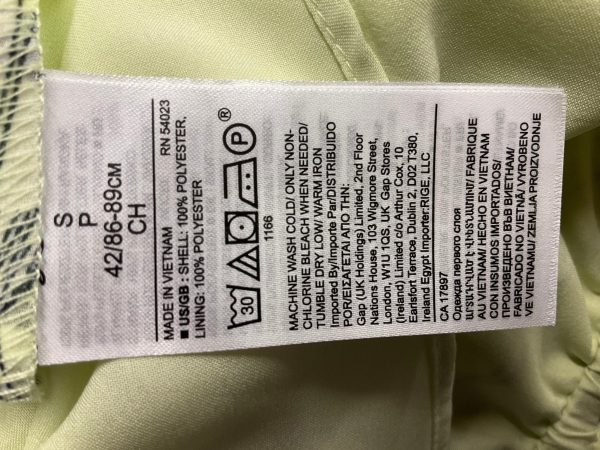 S
P
42/86-89CM
CH
MADE IN VIETNAM RN 54023
■ US/GB : SHELL: 100% POLYESTER,
LINING: 100% POLYESTER
30 P ®
1166
MACHINE WASH COLD/ ONLY NON-
CHLORINE BLEACH WHEN NEEDED/
TUMBLE DRY LOW/ WARM IRON
Imported By/Importe Par/DISTRIBUIDO
POR/ΕΙΣΑΓΕΤΑΙ ΑΠΟ ΤΗΝ:
Gap (UK Holdings) Limited, 2nd Floor
Nations House, 103 Wigmore Street,
London, W1U 1QS, UK Gap Stores
(Ireland) Limited c/o Arthur Cox, 10
Earlsfort Terrace, Dublin 2, D02 T380,
Ireland Egypt Importer:RIGE, LLC
CA 17897
Одежда первого слоя
ԱՐՏԱԴՐՎԱԾ Է ՎԻԵՏՆԱՄՈՒՄ/ FABRIQUE
AU VIETNAM/ HECHO EN VIETNAM
CON INSUMOS IMPORTADOS/
ПРОИЗВЕДЕНО ВЪВ ВИЕТНАМ/
FABRICADO NO VIETNÃ/ VYROBENO
VE VIETNAMU/ ZEMLJA PROIZVODNJE